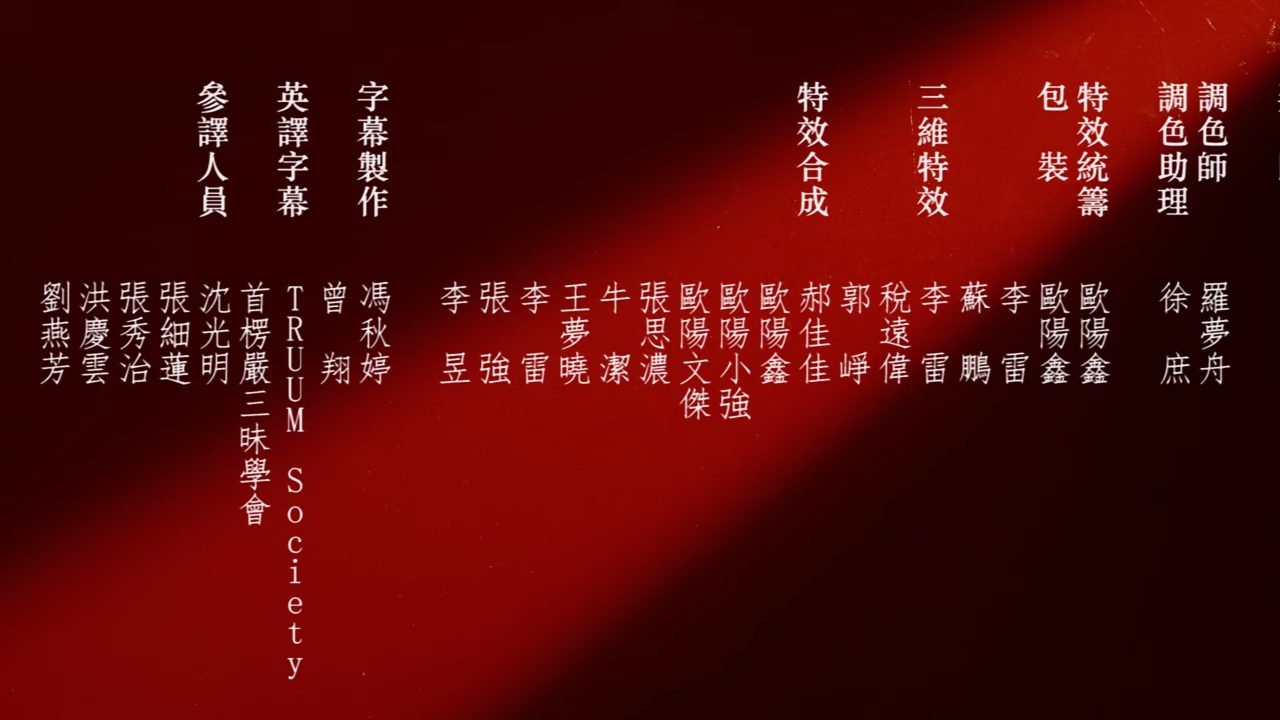 調色師 羅夢舟
調色助理 徐庶
特效統籌 歐陽鑫
包裝 歐陽鑫
李雷
蘇鵬
三維特效 李雷
稅遠偉
郭崢
特效合成 郝佳佳
歐陽鑫
歐陽小強
歐陽文傑
張思濃
牛潔
王夢曉
李雷
張強
李昱
字幕製作 馮秋婷
曾翔
英譯字幕 TRUUM Society
首楞嚴三昧學會
參譯人員 沈光明
張細蓮
張秀治
洪慶雲
劉燕芳